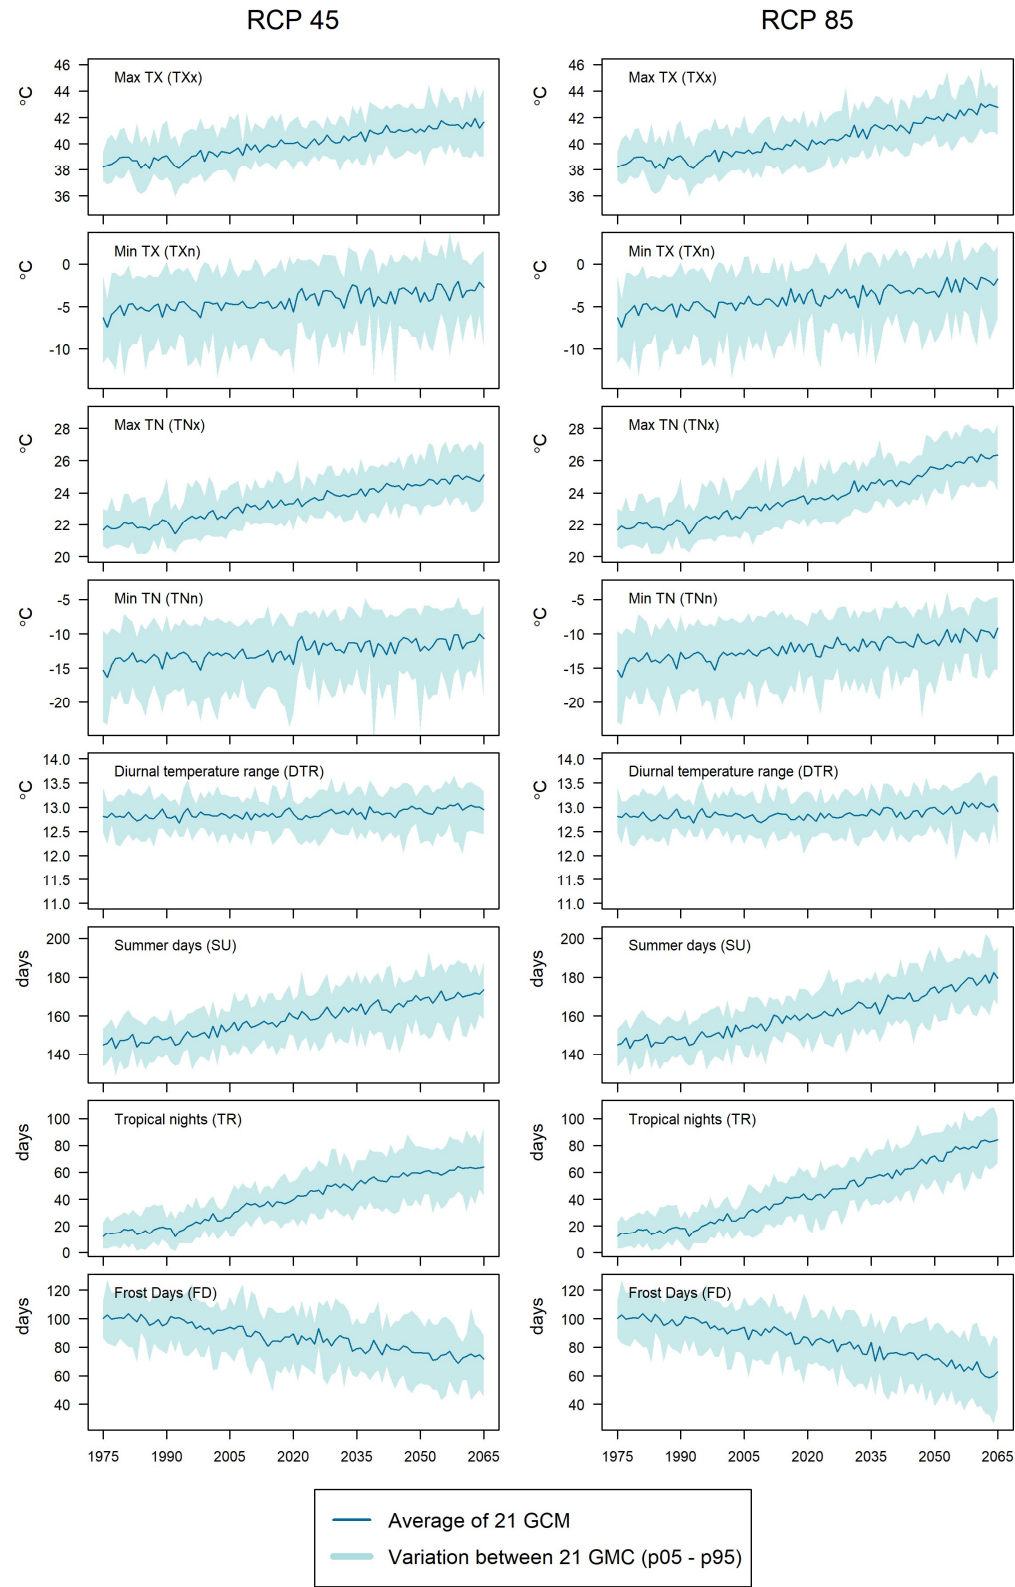 RCP 45
RCP 85
Max TX (TXx)
°C
46
44
42
40
38
36
Max TX (TXx)
°C
46
44
42
40
38
36
Min TX (TXn)
°C
0
-5
-10
Min TX (TXn)
°C
0
-5
-10
Max TN (TNx)
°C
28
26
24
22
20
Max TN (TNx)
°C
28
26
24
22
20
Min TN (TNn)
°C
-5
-10
-15
-20
Min TN (TNn)
°C
-5
-10
-15
-20
Diurnal temperature range (DTR)
°C
14.0
13.5
13.0
12.5
12.0
11.5
11.0
Diurnal temperature range (DTR)
°C
14.0
13.5
13.0
12.5
12.0
11.5
11.0
Summer days (SU)
days
200
180
160
140
Summer days (SU)
days
200
180
160
140
Tropical nights (TR)
days
100
80
60
40
20
0
Tropical nights (TR)
days
100
80
60
40
20
0
Frost Days (FD)
days
120
100
80
60
40
Frost Days (FD)
days
120
100
80
60
40
1975 1990 2005 2020 2035 2050 2065
1975 1990 2005 2020 2035 2050 2065
Average of 21 GCM
Variation between 21 GMC (p05 - p95)